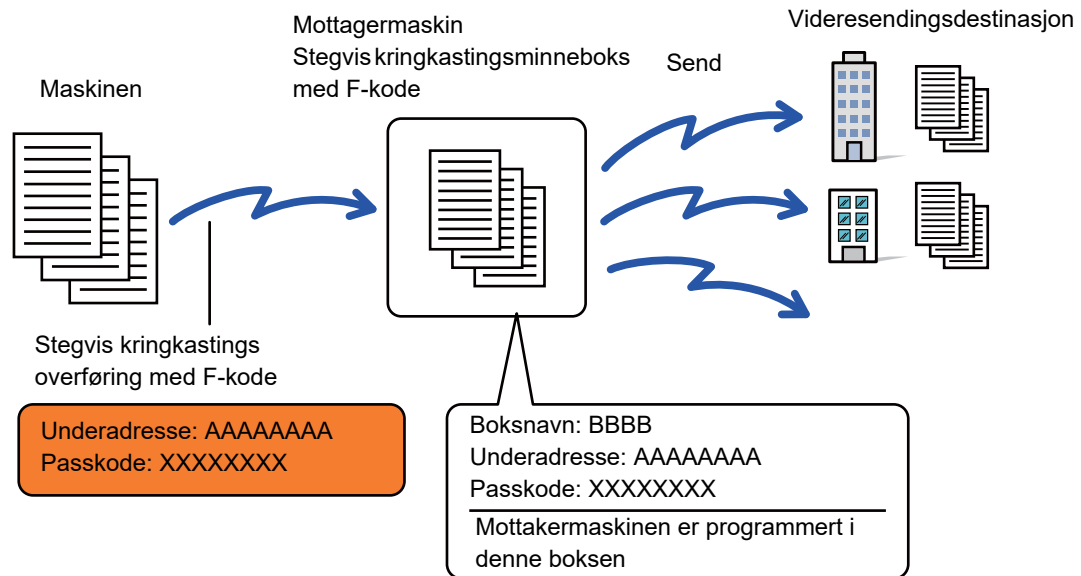 Maskinen
Mottagermaskin
Stegvis kringkastingsminneboks
med F-kode
Send
Videresendingsdestinasjon
Stegvis kringkastings
overføring med F-kode
Underadresse: AAAAAAAA
Passkode: XXXXXXXX
Boksnavn: BBBB
Underadresse: AAAAAAAA
Passkode: XXXXXXXX
Mottakermaskinen er programmert i
denne boksen